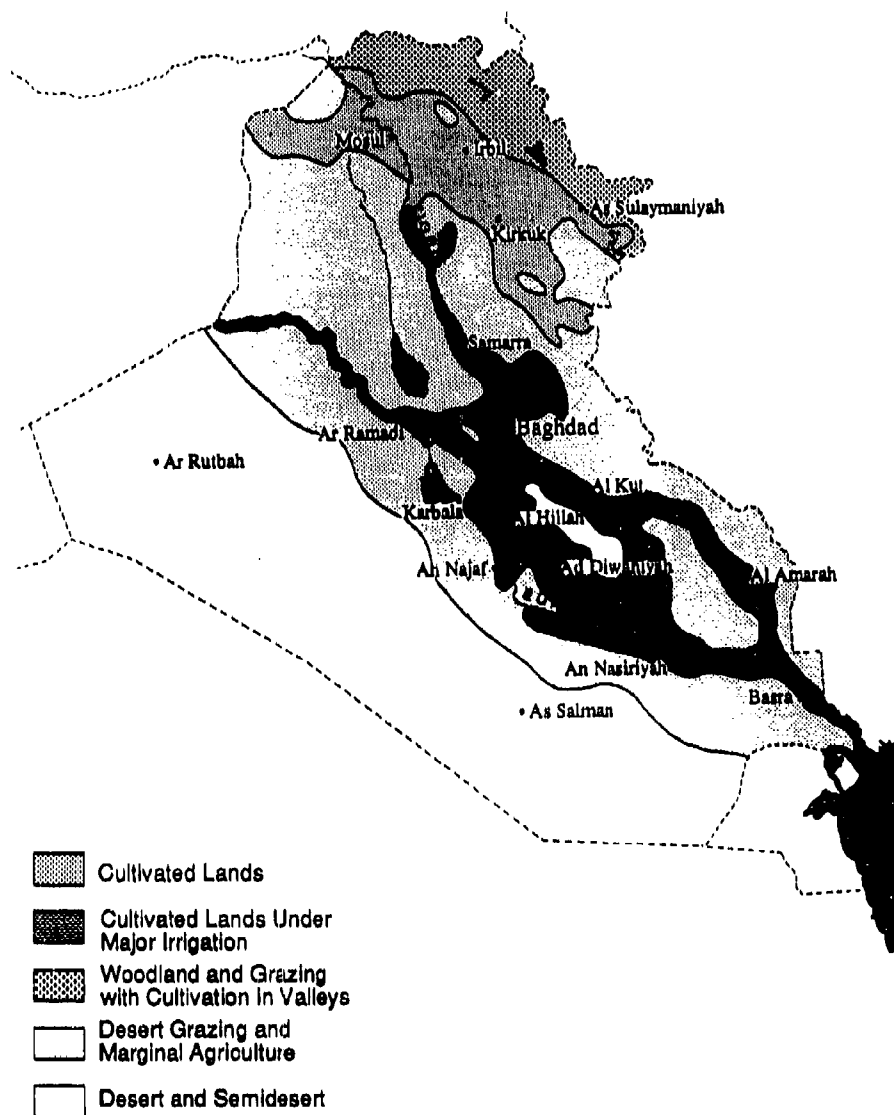 Mosul
Irbil
As Sulaymaniyah
Kirkuk
Samarra
Baghdad
Ar Ramadi
Ar Rutbah
Al Kut
Karbala
Al Hillah
An Najaf
Ad Diwaniyah
Al Amarah
An Nasiriyah
Basra
As Salman
Cultivated Lands
Cultivated Lands Under
Major Irrigation
Woodland and Grazing
with Cultivation in Valleys
Desert Grazing and
Marginal Agriculture
Desert and Semidesert